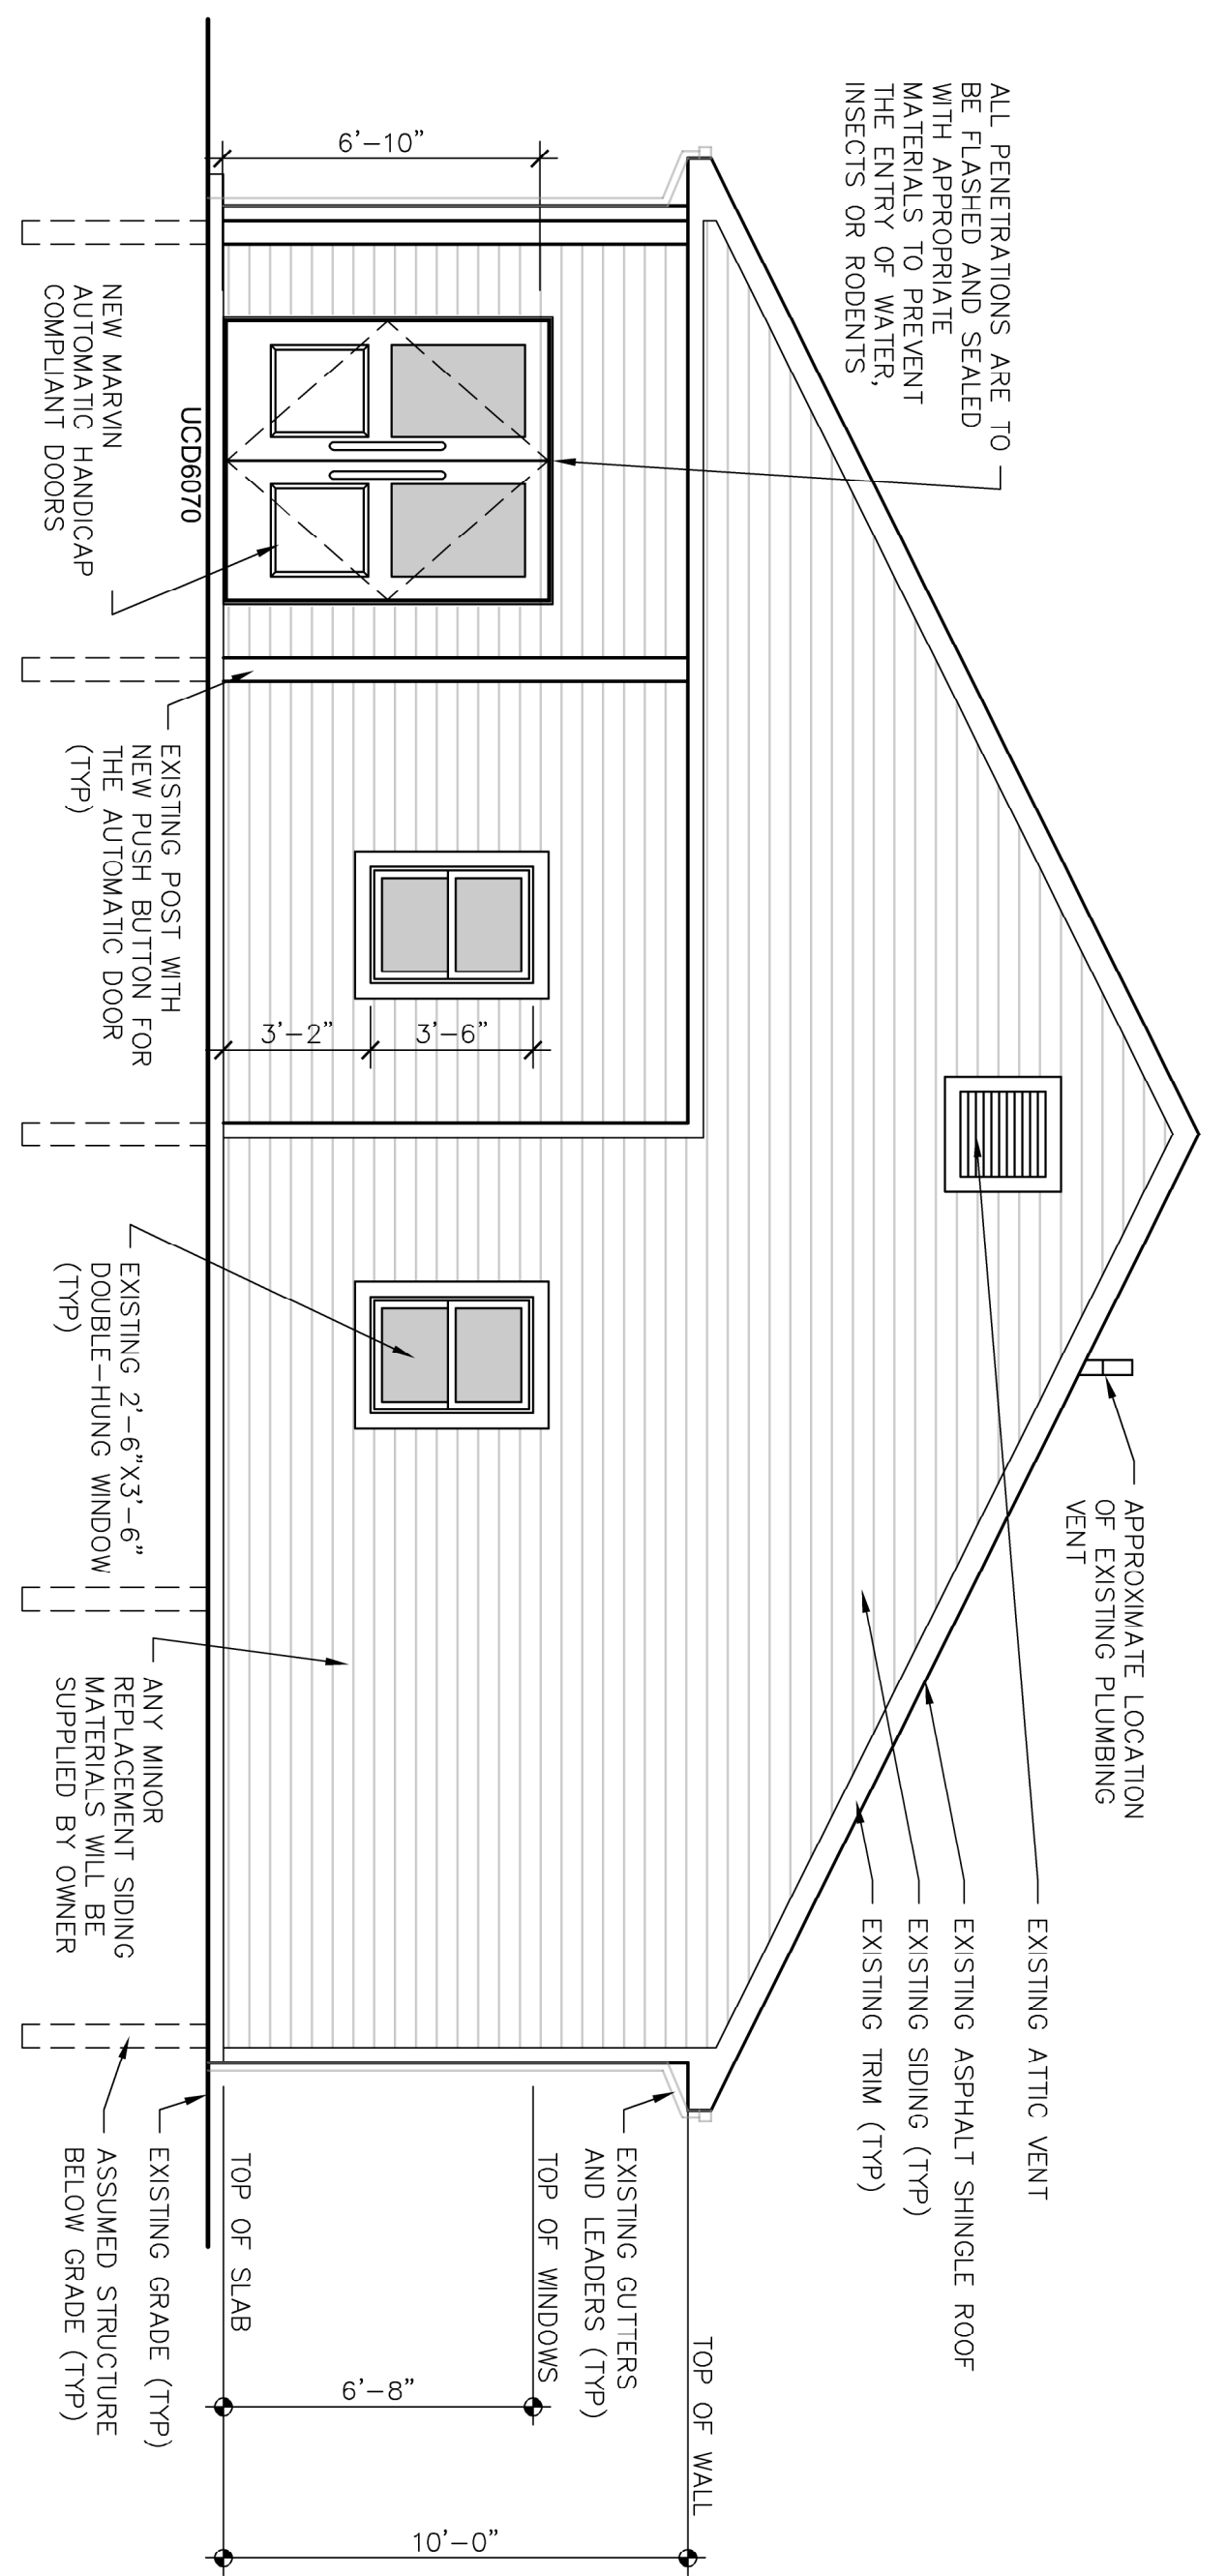 ALL PENETRATIONS ARE TO
BE FLASHED AND SEALED
WITH APPROPRIATE
MATERIALS TO PREVENT
THE ENTRY OF WATER,
INSECTS OR RODENTS
APPROXIMATE LOCATION
OF EXISTING PLUMBING
VENT
EXISTING ATTIC VENT
EXISTING ASPHALT SHINGLE ROOF
EXISTING SIDING (TYP)
EXISTING TRIM (TYP)
TOP OF WALL
EXISTING GUTTERS
AND LEADERS (TYP)
TOP OF WINDOWS
TOP OF SLAB
6'-10"
3'-6"
3'-2"
6'-8"
10'-0"
UCD6070
NEW MARVIN
AUTOMATIC HANDICAP
COMPLIANT DOORS
EXISTING POST WITH
NEW PUSH BUTTON FOR
THE AUTOMATIC DOOR
(TYP)
EXISTING 2'-6"X3'-6"
DOUBLE-HUNG WINDOW
(TYP)
ANY MINOR
REPLACEMENT SIDING
MATERIALS WILL BE
SUPPLIED BY OWNER
EXISTING GRADE (TYP)
ASSUMED STRUCTURE
BELOW GRADE (TYP)